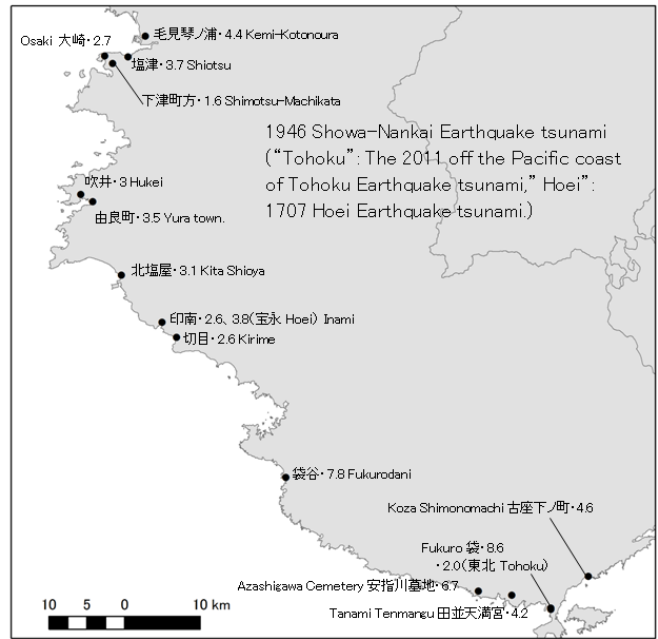 Osaki 大崎・2.7
毛見琴ノ浦・4.4 Kemi-Kotonoura
塩津・3.7 Shiotsu
下津町方・1.6 Shimotsu-Machikata
1946 Showa-Nankai Earthquake tsunami
(“Tohoku”: The 2011 off the Pacific coast
of Tohoku Earthquake tsunami,” Hoei”:
1707 Hoei Earthquake tsunami.)
吹井・3 Hukei
由良町・3.5 Yura town.
北塩屋・3.1 Kita Shioya
印南・2.6、3.8(宝永 Hoei) Inami
切目・2.6 Kirime
袋谷・7.8 Fukurodani
Koza Shimonomachi 古座下ノ町・4.6
Fukuro 袋・8.6
・2.0(東北 Tohoku)
Azashigawa Cemetery 安指川墓地・6.7
Tanami Tenmangu 田並天満宮・4.2
10 5 0 10 km